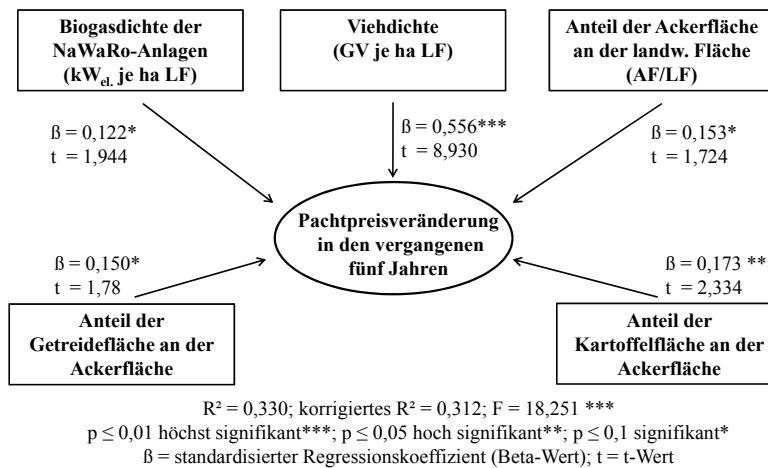 Biogasdichte der
NaWaRo-Anlagen
(kWel. je ha LF)
Viehdichte
(GV je ha LF)
Anteil der Ackerfläche
an der landw. Fläche
(AF/LF)
ß = 0,122*
t = 1,944
ß = 0,556***
t = 8,930
ß = 0,153*
t = 1,724
Pachtpreisveränderung
in den vergangenen
fünf Jahren
ß = 0,150*
t = 1,78
ß = 0,173 **
t = 2,334
Anteil der
Getreidefläche an der
Ackerfläche
Anteil der
Kartoffelfläche an der
Ackerfläche
R² = 0,330; korrigiertes R² = 0,312; F = 18,251 ***
p ≤ 0,01 höchst signifikant***; p ≤ 0,05 hoch signifikant**; p ≤ 0,1 signifikant*
ß = standardisierter Regressionskoeffizient (Beta-Wert); t = t-Wert